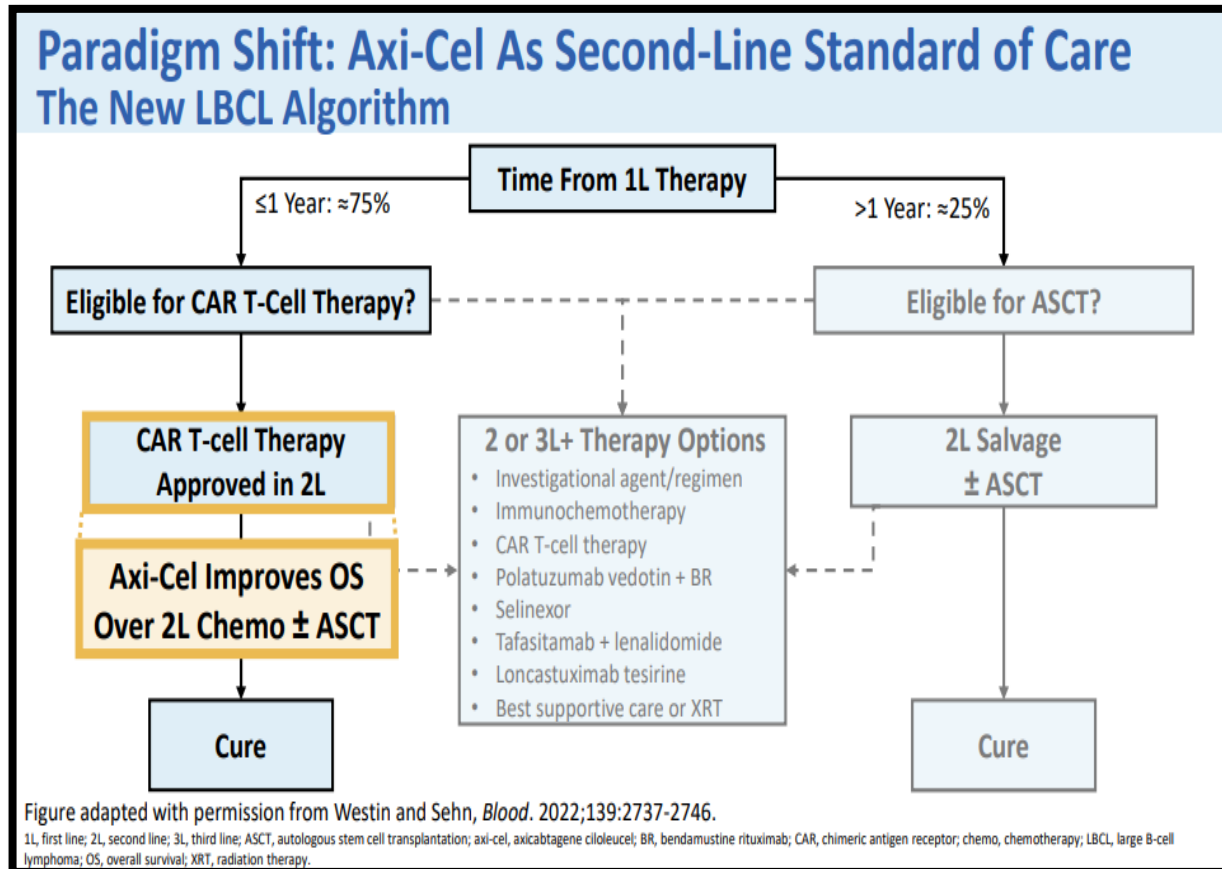 Paradigm Shift: Axi-Cel As Second-Line Standard of Care
The New LBCL Algorithm
Time From 1L Therapy
≤1 Year: ≈75%
>1 Year: ≈25%
Eligible for CAR T-Cell Therapy?
Eligible for ASCT?
CAR T-cell Therapy
Approved in 2L
Axi-Cel Improves OS
Over 2L Chemo ± ASCT
Cure
2 or 3L+ Therapy Options
• Investigational agent/regimen
• Immunochemotherapy
• CAR T-cell therapy
• Polatuzumab vedotin + BR
• Selinexor
• Tafasitamab + lenalidomide
• Loncastuximab tesirine
• Best supportive care or XRT
2L Salvage
± ASCT
Cure
Figure adapted with permission from Westin and Sehn, Blood. 2022;139:2737-2746.
1L, first line; 2L, second line; 3L, third line; ASCT, autologous stem cell transplantation; axi-cel, axicabtagene ciloleucel; BR, bendamustine rituximab; CAR, chimeric antigen receptor; chemo, chemotherapy; LBCL, large B-cell
lymphoma; OS, overall survival; XRT, radiation therapy.